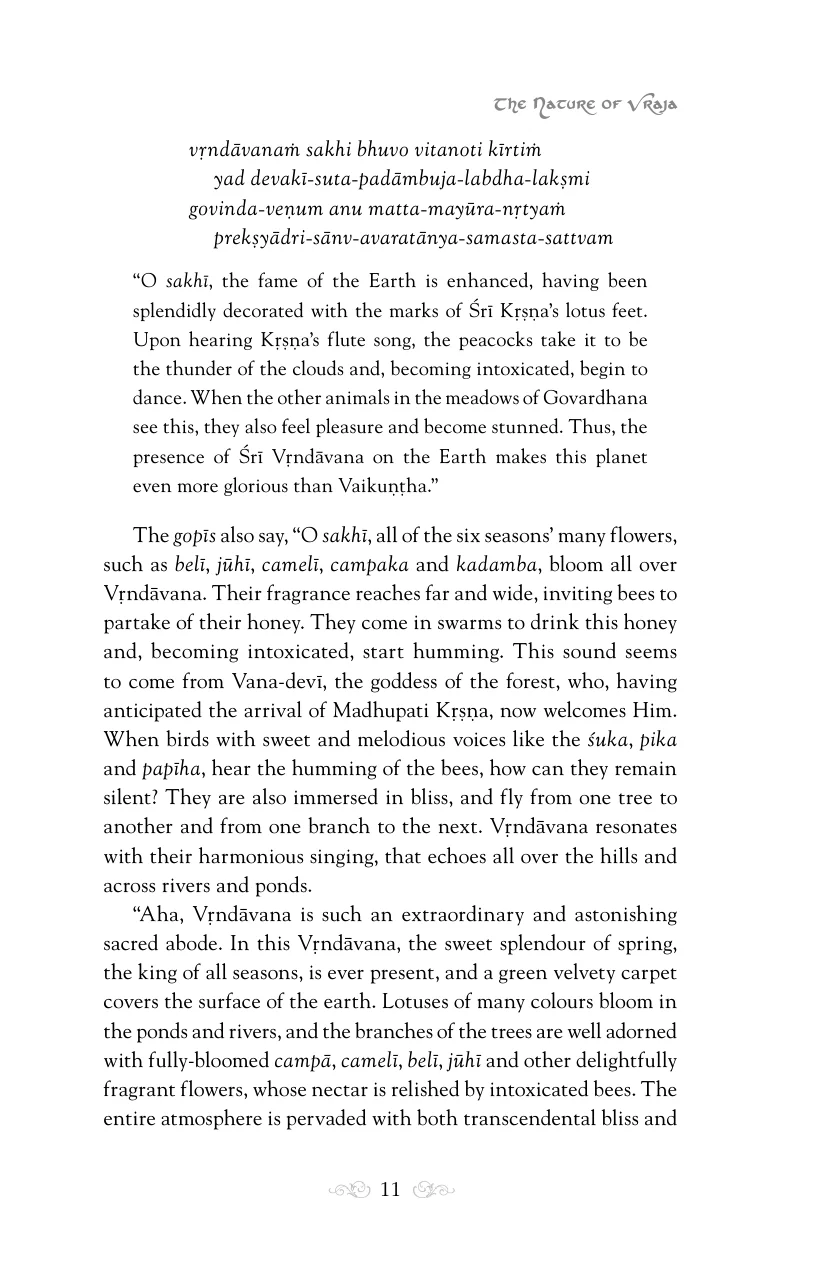 The Nature of Vraja
vṛndāvanaṁ sakhi bhuvo vitanoti kīrtiṁ
yad devakī-suta-padāmbuja-labdha-lakṣmi
govinda-veṇum anu matta-mayūra-nṛtyaṁ
prekṣyādri-sānv-avaratānya-samasta-sattvam
“O sakhī, the fame of the Earth is enhanced, having been
splendidly decorated with the marks of Śrī Kṛṣṇa’s lotus feet.
Upon hearing Kṛṣṇa’s flute song, the peacocks take it to be
the thunder of the clouds and, becoming intoxicated, begin to
dance. When the other animals in the meadows of Govardhana
see this, they also feel pleasure and become stunned. Thus, the
presence of Śrī Vṛndāvana on the Earth makes this planet
even more glorious than Vaikuṇṭha.”
The gopīs also say, “O sakhī, all of the six seasons’ many flowers,
such as belī, jūhī, camelī, campaka and kadamba, bloom all over
Vṛndāvana. Their fragrance reaches far and wide, inviting bees to
partake of their honey. They come in swarms to drink this honey
and, becoming intoxicated, start humming. This sound seems
to come from Vana-devī, the goddess of the forest, who, having
anticipated the arrival of Madhupati Kṛṣṇa, now welcomes Him.
When birds with sweet and melodious voices like the śuka, pika
and papīha, hear the humming of the bees, how can they remain
silent? They are also immersed in bliss, and fly from one tree to
another and from one branch to the next. Vṛndāvana resonates
with their harmonious singing, that echoes all over the hills and
across rivers and ponds.
“Aha, Vṛndāvana is such an extraordinary and astonishing
sacred abode. In this Vṛndāvana, the sweet splendour of spring,
the king of all seasons, is ever present, and a green velvety carpet
covers the surface of the earth. Lotuses of many colours bloom in
the ponds and rivers, and the branches of the trees are well adorned
with fully-bloomed campā, camelī, belī, jūhī and other delightfully
fragrant flowers, whose nectar is relished by intoxicated bees. The
entire atmosphere is pervaded with both transcendental bliss and
11